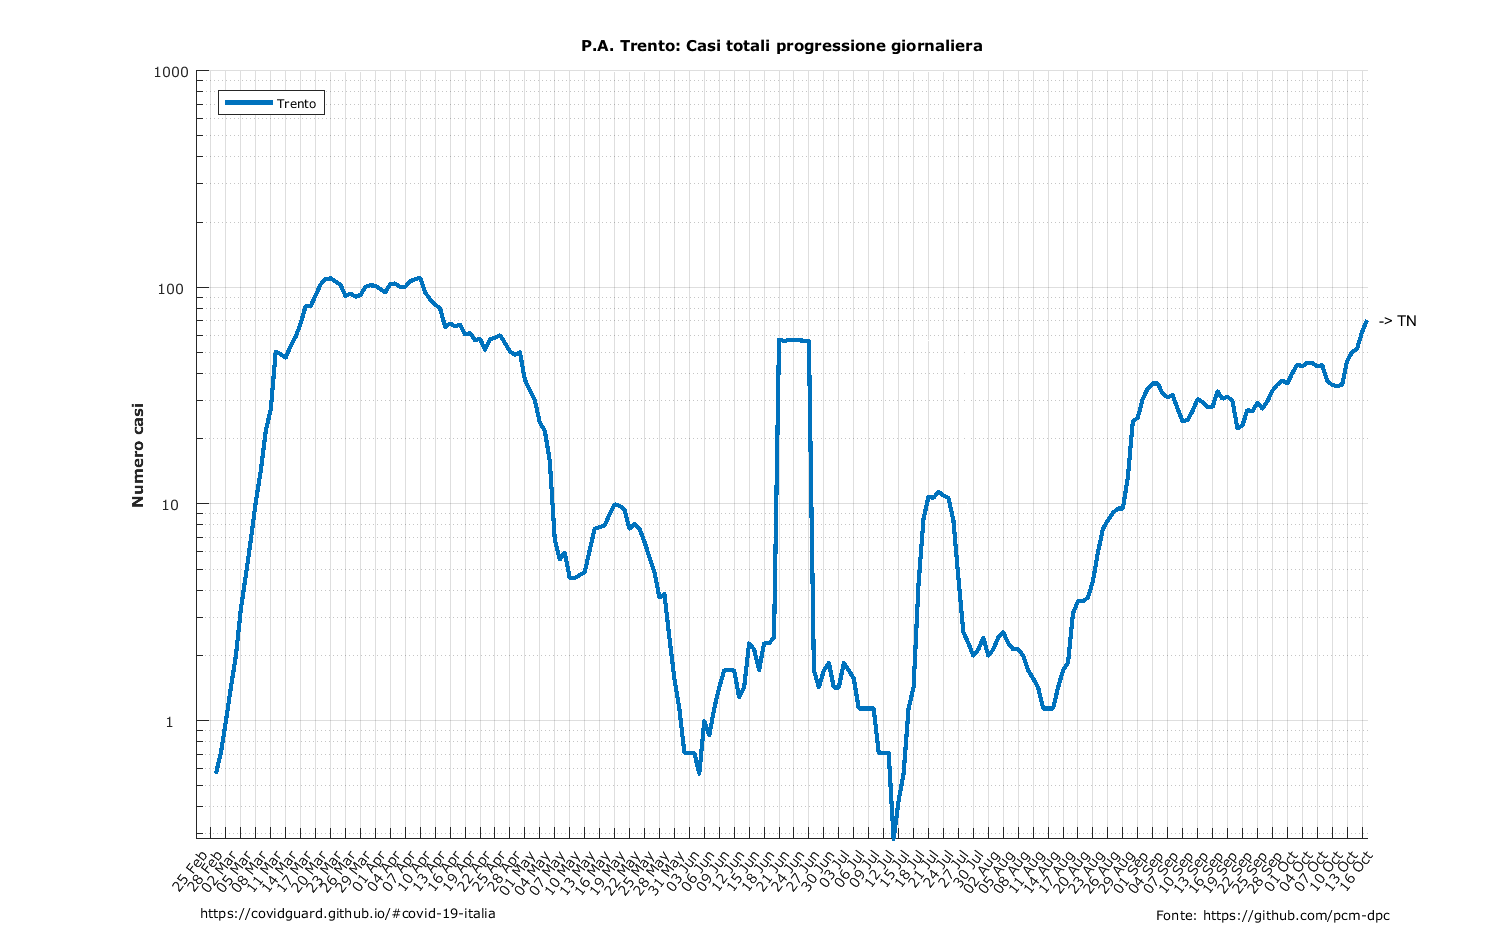 P.A. Trento: Casi totali progressione giornaliera
1000
Trento
100
-> TN
Numero casi
10
1
25 Feb
28 Feb
02 Mar
05 Mar
08 Mar
11 Mar
14 Mar
17 Mar
20 Mar
23 Mar
26 Mar
29 Mar
01 Apr
04 Apr
07 Apr
10 Apr
13 Apr
16 Apr
19 Apr
22 Apr
25 Apr
28 Apr
01 May
04 May
07 May
10 May
13 May
16 May
19 May
22 May
25 May
28 May
31 May
03 Jun
06 Jun
09 Jun
12 Jun
15 Jun
18 Jun
21 Jun
24 Jun
27 Jun
30 Jun
03 Jul
06 Jul
09 Jul
12 Jul
15 Jul
18 Jul
21 Jul
24 Jul
27 Jul
30 Jul
02 Aug
05 Aug
08 Aug
11 Aug
14 Aug
17 Aug
20 Aug
23 Aug
26 Aug
29 Aug
01 Sep
04 Sep
07 Sep
10 Sep
13 Sep
16 Sep
19 Sep
22 Sep
25 Sep
28 Sep
01 Oct
04 Oct
07 Oct
10 Oct
13 Oct
16 Oct
https://covidguard.github.io/#covid-19-italia
Fonte: https://github.com/pcm-dpc